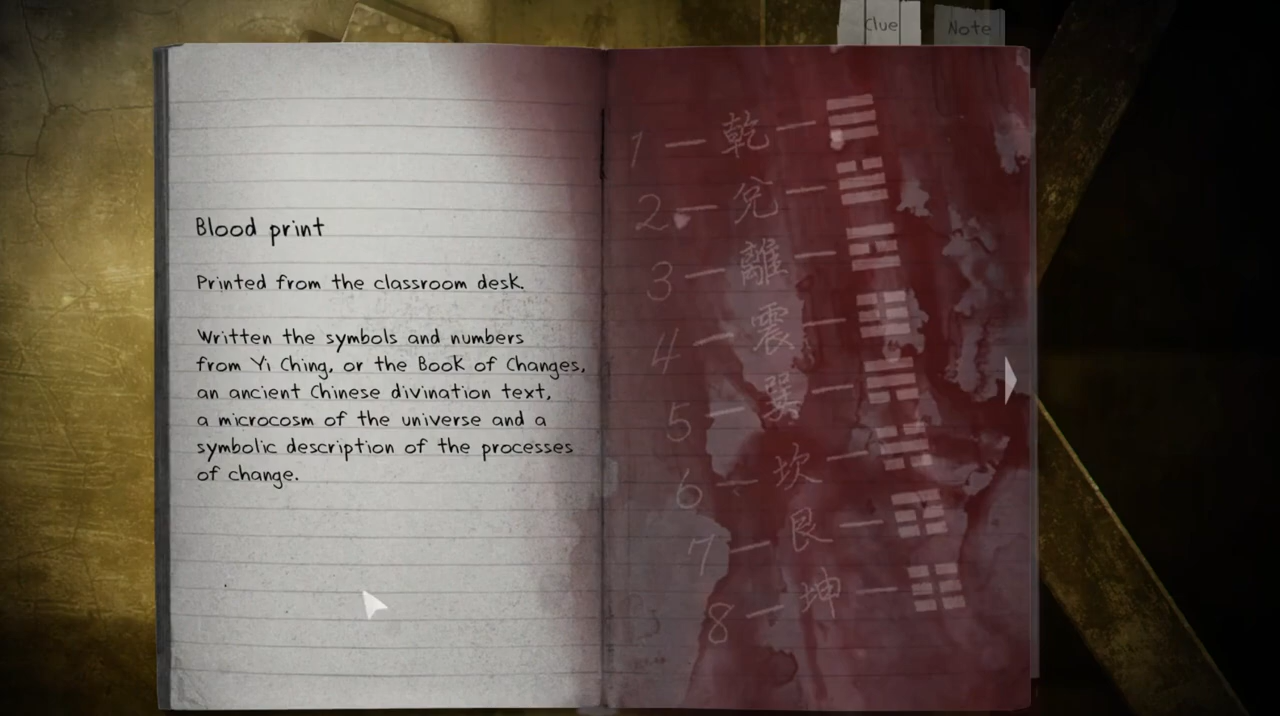 Clue
Note
Blood print
Printed from the classroom desk.
Written the symbols and numbers
from Yi Ching, or the Book of Changes,
an ancient Chinese divination text,
a microcosm of the universe and a
symbolic description of the processes
of change.
1 — 乾 — ☰
2 — 兌 — ☱
3 — 離 — ☲
4 — 震 — ☳
5 — 巽 — ☴
6 — 坎 — ☵
7 — 艮 — ☶
8 — 坤 — ☷